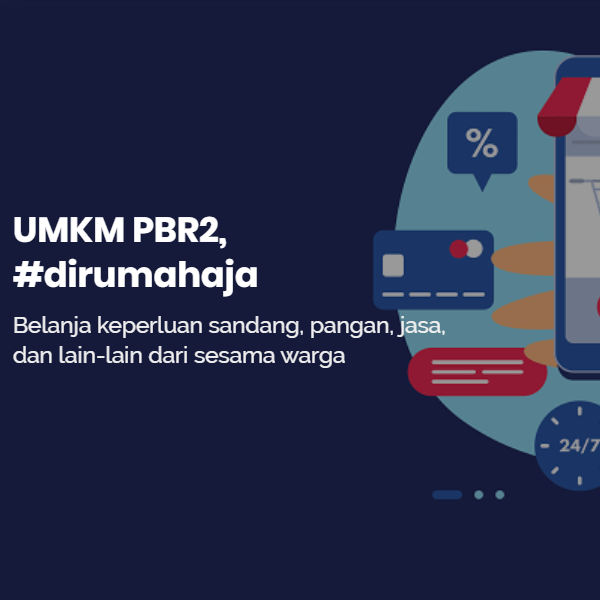 UMKM PBR2,
#dirumahaja
Belanja keperluan sandang, pangan, jasa,
dan lain-lain dari sesama warga
%
24/7